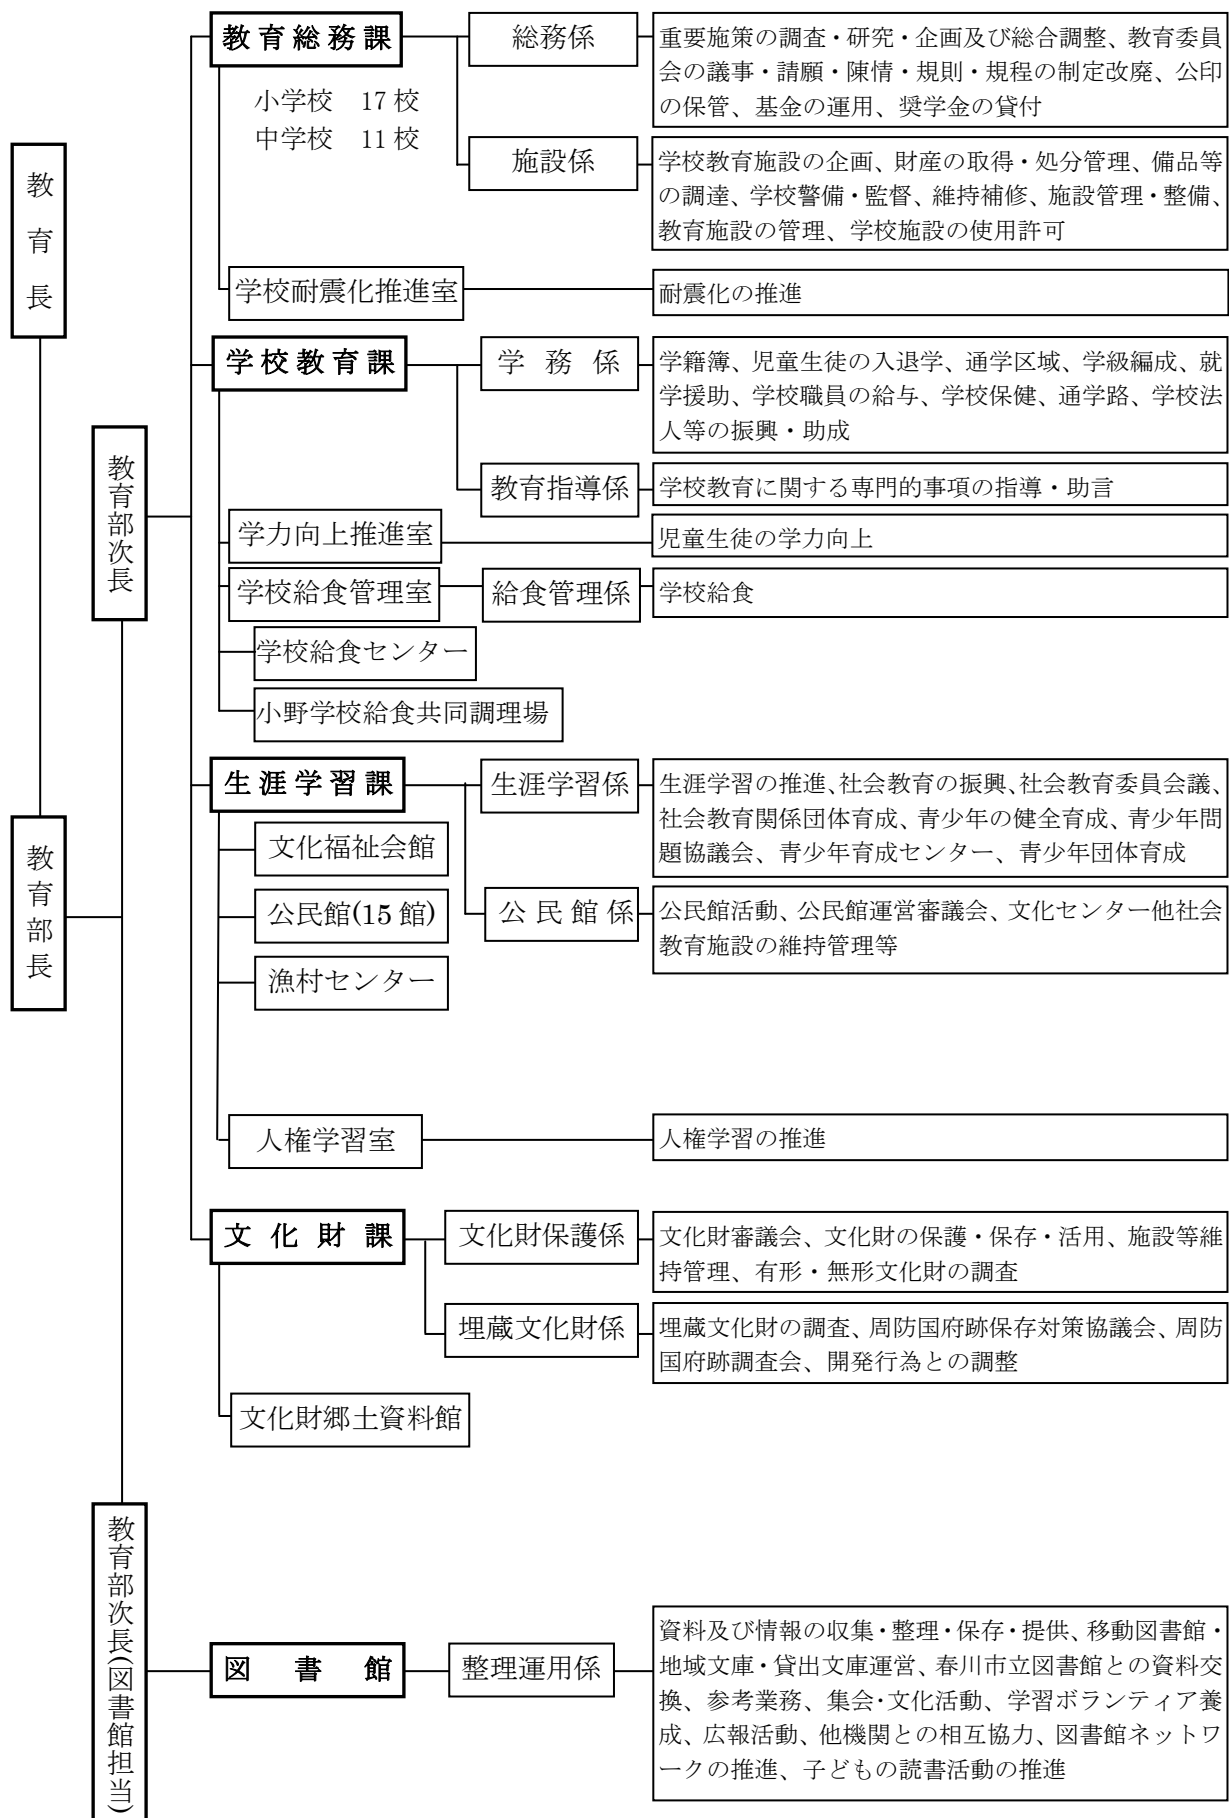 教育長
教育部長
教育部次長
教育部次長(図書館担当)
教育総務課
小学校　17校
中学校　11校
総務係
重要施策の調査・研究・企画及び総合調整、教育委員
会の議事・請願・陳情・規則・規程の制定改廃、公印
の保管、基金の運用、奨学金の貸付
施設係
学校教育施設の企画、財産の取得・処分管理、備品等
の調達、学校警備・監督、維持補修、施設管理・整備、
教育施設の管理、学校施設の使用許可
学校耐震化推進室
耐震化の推進
学校教育課
学務係
学籍簿、児童生徒の入退学、通学区域、学級編成、就
学援助、学校職員の給与、学校保健、通学路、学校法
人等の振興・助成
教育指導係
学校教育に関する専門的事項の指導・助言
学力向上推進室
児童生徒の学力向上
学校給食管理室
給食管理係
学校給食
学校給食センター
小野学校給食共同調理場
生涯学習課
生涯学習係
生涯学習の推進、社会教育の振興、社会教育委員会議、
社会教育関係団体育成、青少年の健全育成、青少年問
題協議会、青少年育成センター、青少年団体育成
文化福祉会館
公民館(15館)
公民館係
公民館活動、公民館運営審議会、文化センター他社会
教育施設の維持管理等
漁村センター
人権学習室
人権学習の推進
文化財課
文化財保護係
文化財審議会、文化財の保護・保存・活用、施設等維
持管理、有形・無形文化財の調査
埋蔵文化財係
埋蔵文化財の調査、周防国府跡保存対策協議会、周防
国府跡調査会、開発行為との調整
文化財郷土資料館
図書館
整理運用係
資料及び情報の収集・整理・保存・提供、移動図書館・
地域文庫・貸出文庫運営、春川市立図書館との資料交
換、参考業務、集会・文化活動、学習ボランティア養
成、広報活動、他機関との相互協力、図書館ネットワ
ークの推進、子どもの読書活動の推進